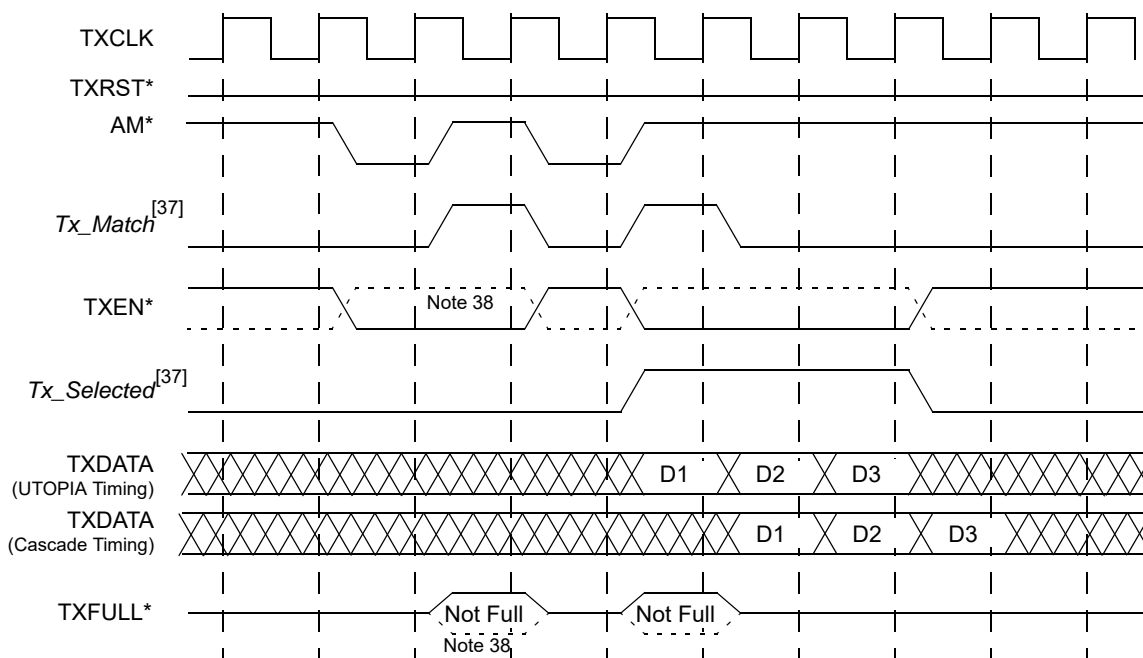 TXCLK
TXRST*
AM*
Tx_Match[37]
TXEN*
Note 38
Tx_Selected[37]
TXDATA
(UTOPIA Timing)
D1 D2 D3
TXDATA
(Cascade Timing)
D1 D2 D3
TXFULL*
Not Full Not Full
Note 38